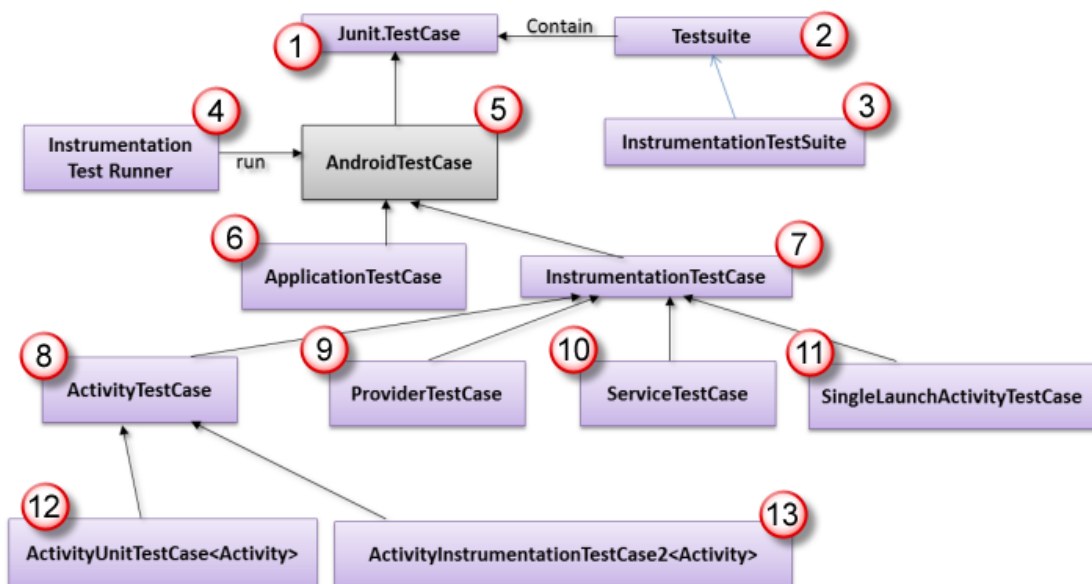 1
Junit.TestCase
Contain
Testsuite
2
3
InstrumentationTestSuite
4
Instrumentation
Test Runner
run
5
AndroidTestCase
6
ApplicationTestCase
7
InstrumentationTestCase
8
ActivityTestCase
9
ProviderTestCase
10
ServiceTestCase
11
SingleLaunchActivityTestCase
12
ActivityUnitTestCase<Activity>
13
ActivityInstrumentationTestCase2<Activity>